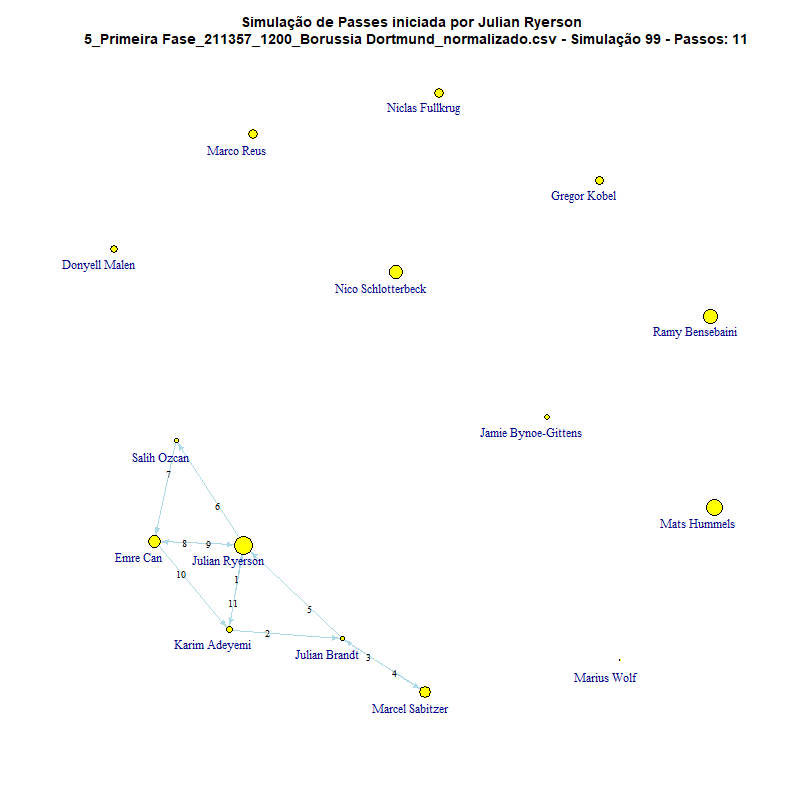 Simulação de Passes iniciada por Julian Ryerson
5_Primeira Fase_211357_1200_Borussia Dortmund_normalizado.csv - Simulação 99 - Passos: 11
Niclas Fullkrug
Marco Reus
Gregor Kobel
Donyell Malen
Nico Schlotterbeck
Ramy Bensebaini
Jamie Bynoe-Gittens
Salih Ozcan
7
6
Mats Hummels
8
9
Emre Can
Julian Ryerson
10
1
11
5
2
Karim Adeyemi
Julian Brandt
3
4
Marius Wolf
Marcel Sabitzer